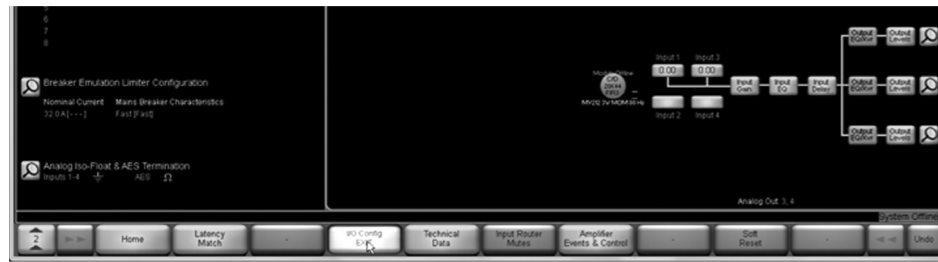 6
7
8
Breaker Emulation Limiter Configuration
Nominal Current Mains Breaker Characteristics
32.0 A [---] Fast [Fast]
Analog Iso-Float & AES Termination
Inputs 1-4 AES Ω
Input 1 Input 3
0.00 0.00
Input 2 Input 4
Input Gain
Input EQ
Input Delay
Output Levels
Output Levels
Output Levels
Analog Out: 3, 4
System Offline
2
Home
Latency Match
-
I/O Config EXIT
Technical Data
Input Router Mutes
Amplifier Events & Control
-
Soft Reset
-
Undo